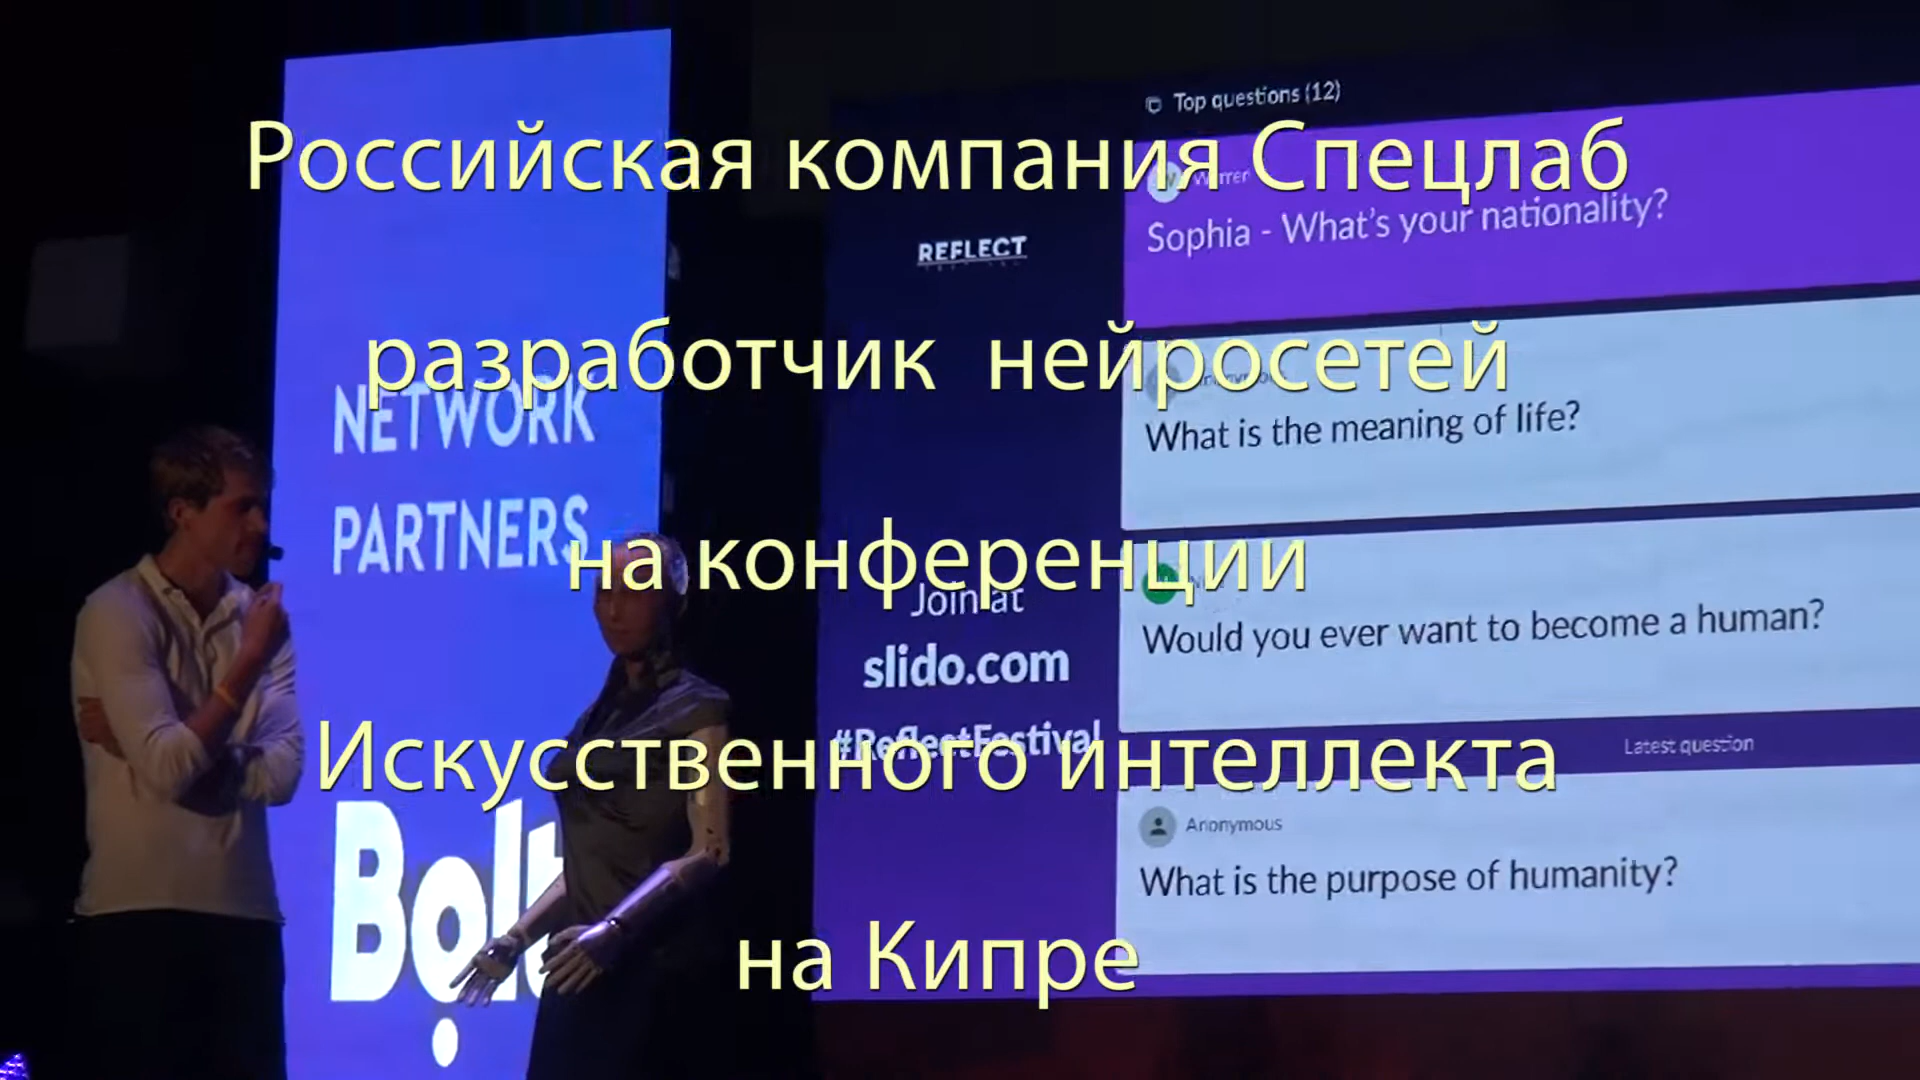 Российская компания Спецлаб
разработчик нейросетей
на конференции
Искусственного интеллекта
на Кипре
NETWORK
PARTNERS
Bolt
REFLECT
Join at
slido.com
#ReflectFestival
Top questions (12)
Sophia - What's your nationality?
What is the meaning of life?
Would you ever want to become a human?
Latest question
Anonymous
What is the purpose of humanity?